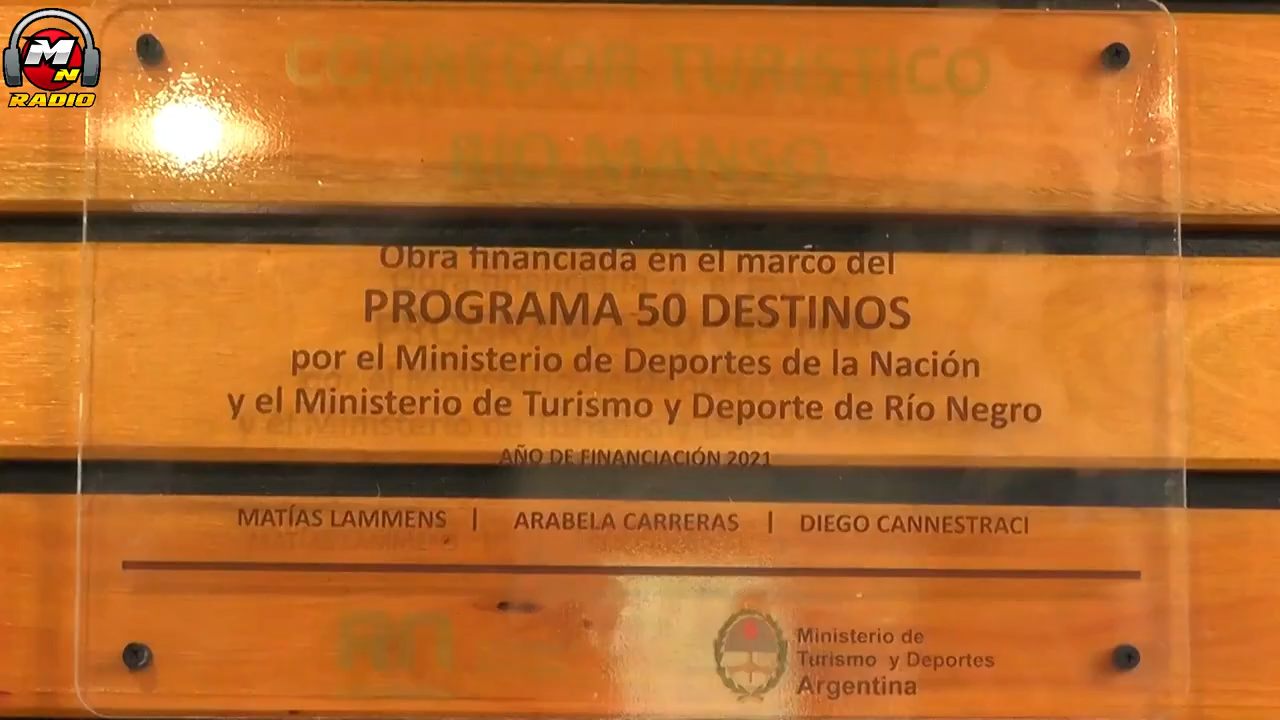 MN
RADIO
CORREDOR TURÍSTICO
RÍO MANSO
Obra financiada en el marco del
PROGRAMA 50 DESTINOS
por el Ministerio de Deportes de la Nación
y el Ministerio de Turismo y Deporte de Río Negro
AÑO DE FINANCIACIÓN 2021
MATÍAS LAMMENS | ARABELA CARRERAS | DIEGO CANNESTRACI
RN
Ministerio de
Turismo y Deportes
Argentina